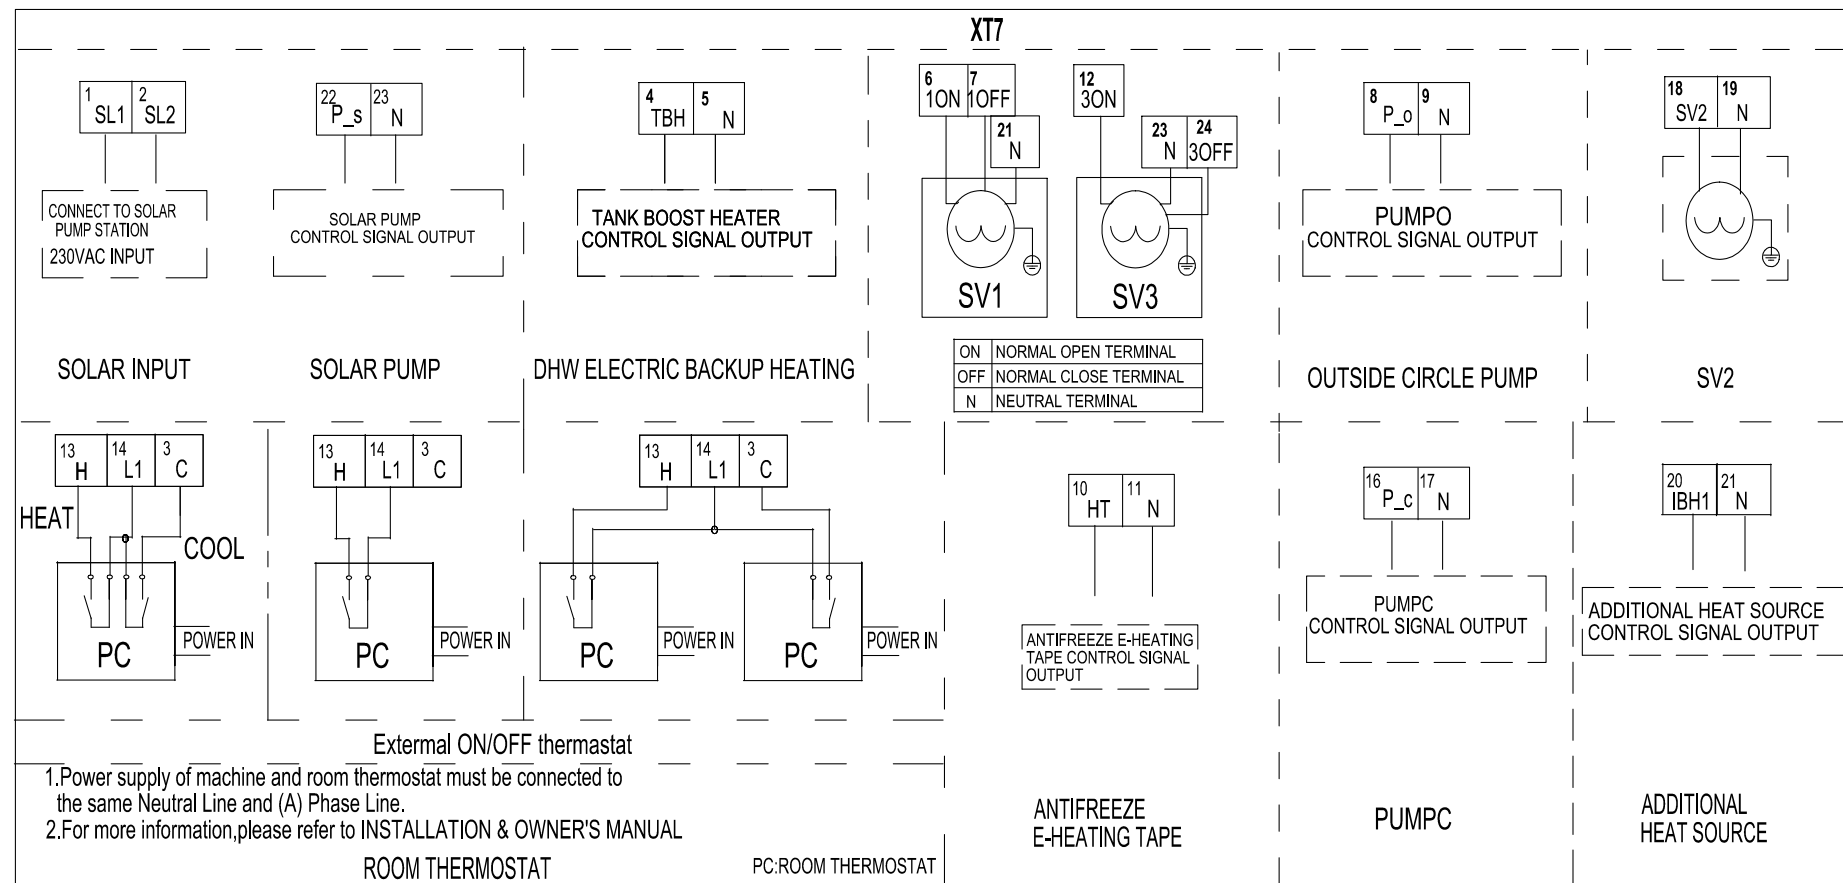 XT7
1 2
SL1 SL2
CONNECT TO SOLAR
PUMP STATION
230VAC INPUT
SOLAR INPUT
22 23
P_s N
SOLAR PUMP
CONTROL SIGNAL OUTPUT
SOLAR PUMP
4 5
TBH N
TANK BOOST HEATER
CONTROL SIGNAL OUTPUT
DHW ELECTRIC BACKUP HEATING
6 7
1ON 1OFF
21
N
SV1
12
3ON
23 24
N 3OFF
SV3
ON NORMAL OPEN TERMINAL
OFF NORMAL CLOSE TERMINAL
N NEUTRAL TERMINAL
8 9
P_o N
PUMPO
CONTROL SIGNAL OUTPUT
OUTSIDE CIRCLE PUMP
18 19
SV2 N
SV2
13 14 3
H L1 C
HEAT
COOL
PC
POWER IN
13 14 3
H L1 C
PC
POWER IN
13 14 3
H L1 C
PC
POWER IN
PC
POWER IN
Extermal ON/OFF thermastat
1.Power supply of machine and room thermostat must be connected to
the same Neutral Line and (A) Phase Line.
2.For more information,please refer to INSTALLATION & OWNER'S MANUAL
ROOM THERMOSTAT
PC:ROOM THERMOSTAT
10 11
HT N
ANTIFREEZE E-HEATING
TAPE CONTROL SIGNAL
OUTPUT
ANTIFREEZE
E-HEATING TAPE
16 17
P_c N
PUMPC
CONTROL SIGNAL OUTPUT
PUMPC
20 21
IBH1 N
ADDITIONAL HEAT SOURCE
CONTROL SIGNAL OUTPUT
ADDITIONAL
HEAT SOURCE